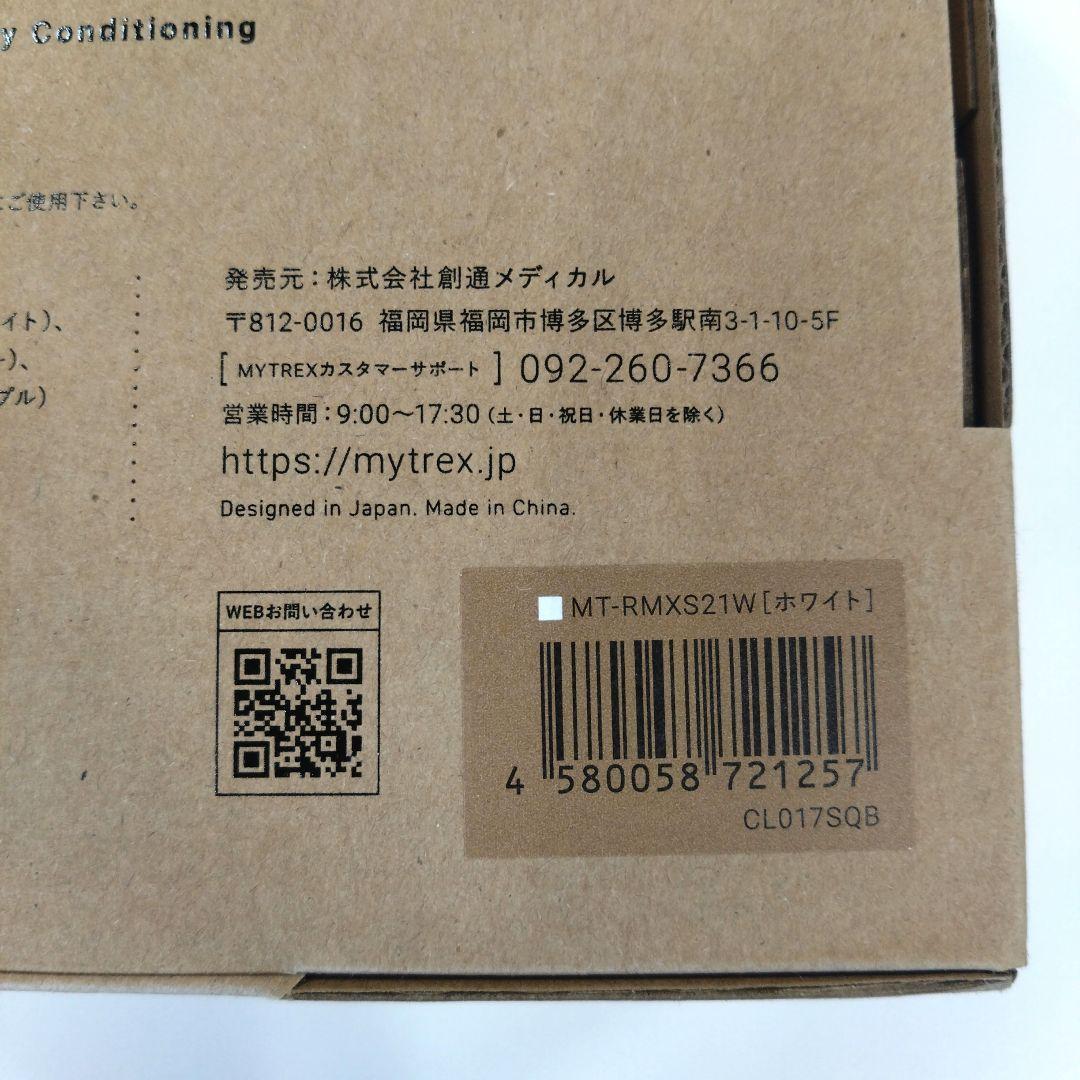 y Conditioning
ご使用下さい。
イト)、
ー)、
プル)
発売元：株式会社創通メディカル
〒812-0016 福岡県福岡市博多区博多駅南3-1-10-5F
[ MYTREXカスタマーサポート ] 092-260-7366
営業時間：9:00〜17:30（土・日・祝日・休業日を除く）
https://mytrex.jp
Designed in Japan. Made in China.
WEBお問い合わせ
MT-RMXS21W[ホワイト]
4 580058 721257
CL017SQB